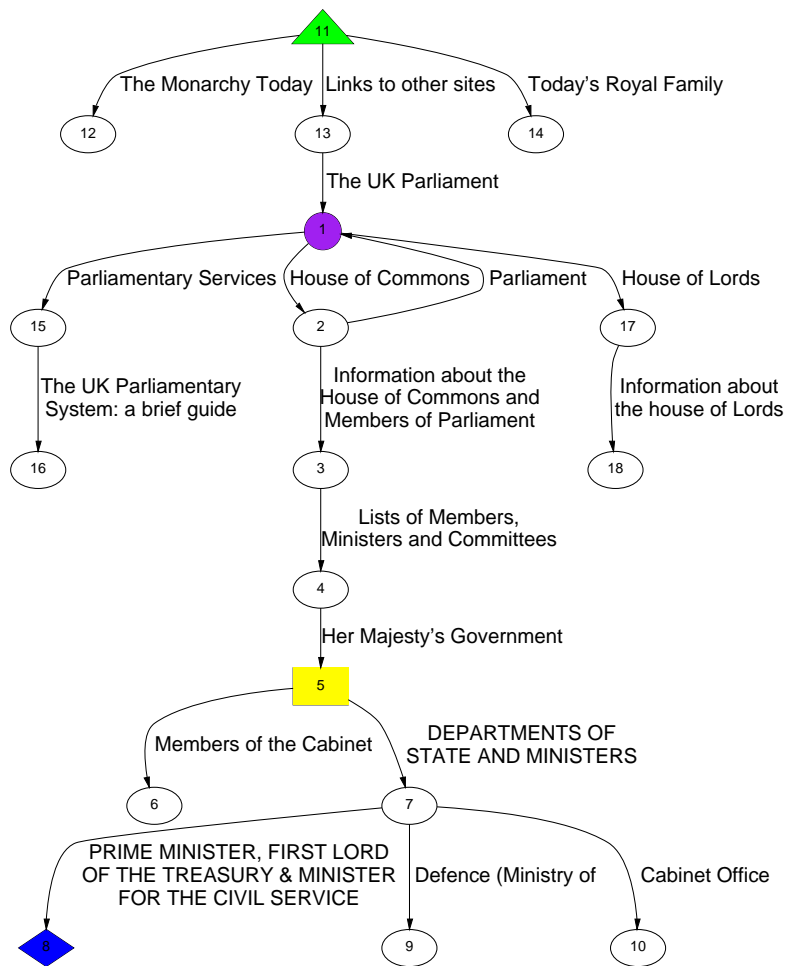 11
The Monarchy Today
Links to other sites
Today's Royal Family
12
13
14
The UK Parliament
1
Parliamentary Services
House of Commons
Parliament
House of Lords
15
2
17
The UK Parliamentary
System: a brief guide
Information about the
House of Commons and
Members of Parliament
Information about
the house of Lords
16
3
18
Lists of Members,
Ministers and Committees
4
Her Majesty's Government
5
Members of the Cabinet
DEPARTMENTS OF
STATE AND MINISTERS
6
7
PRIME MINISTER, FIRST LORD
OF THE TREASURY & MINISTER
FOR THE CIVIL SERVICE
Defence (Ministry of
Cabinet Office
8
9
10